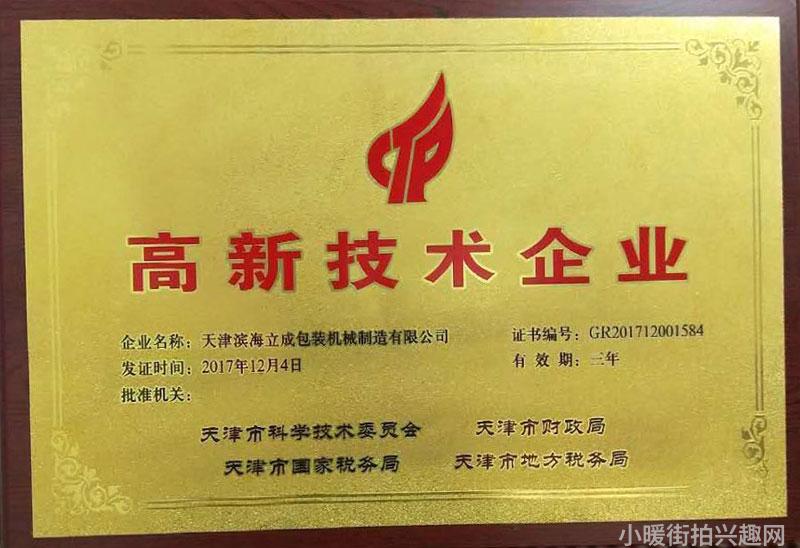 CTP
高新技术企业
企业名称：天津滨海立成包装机械制造有限公司 证书编号：GR201712001584
发证时间：2017年12月4日 有效期：三年
批准机关：
天津市科学技术委员会 天津市财政局
天津市国家税务局 天津市地方税务局
小暖街拍兴趣网